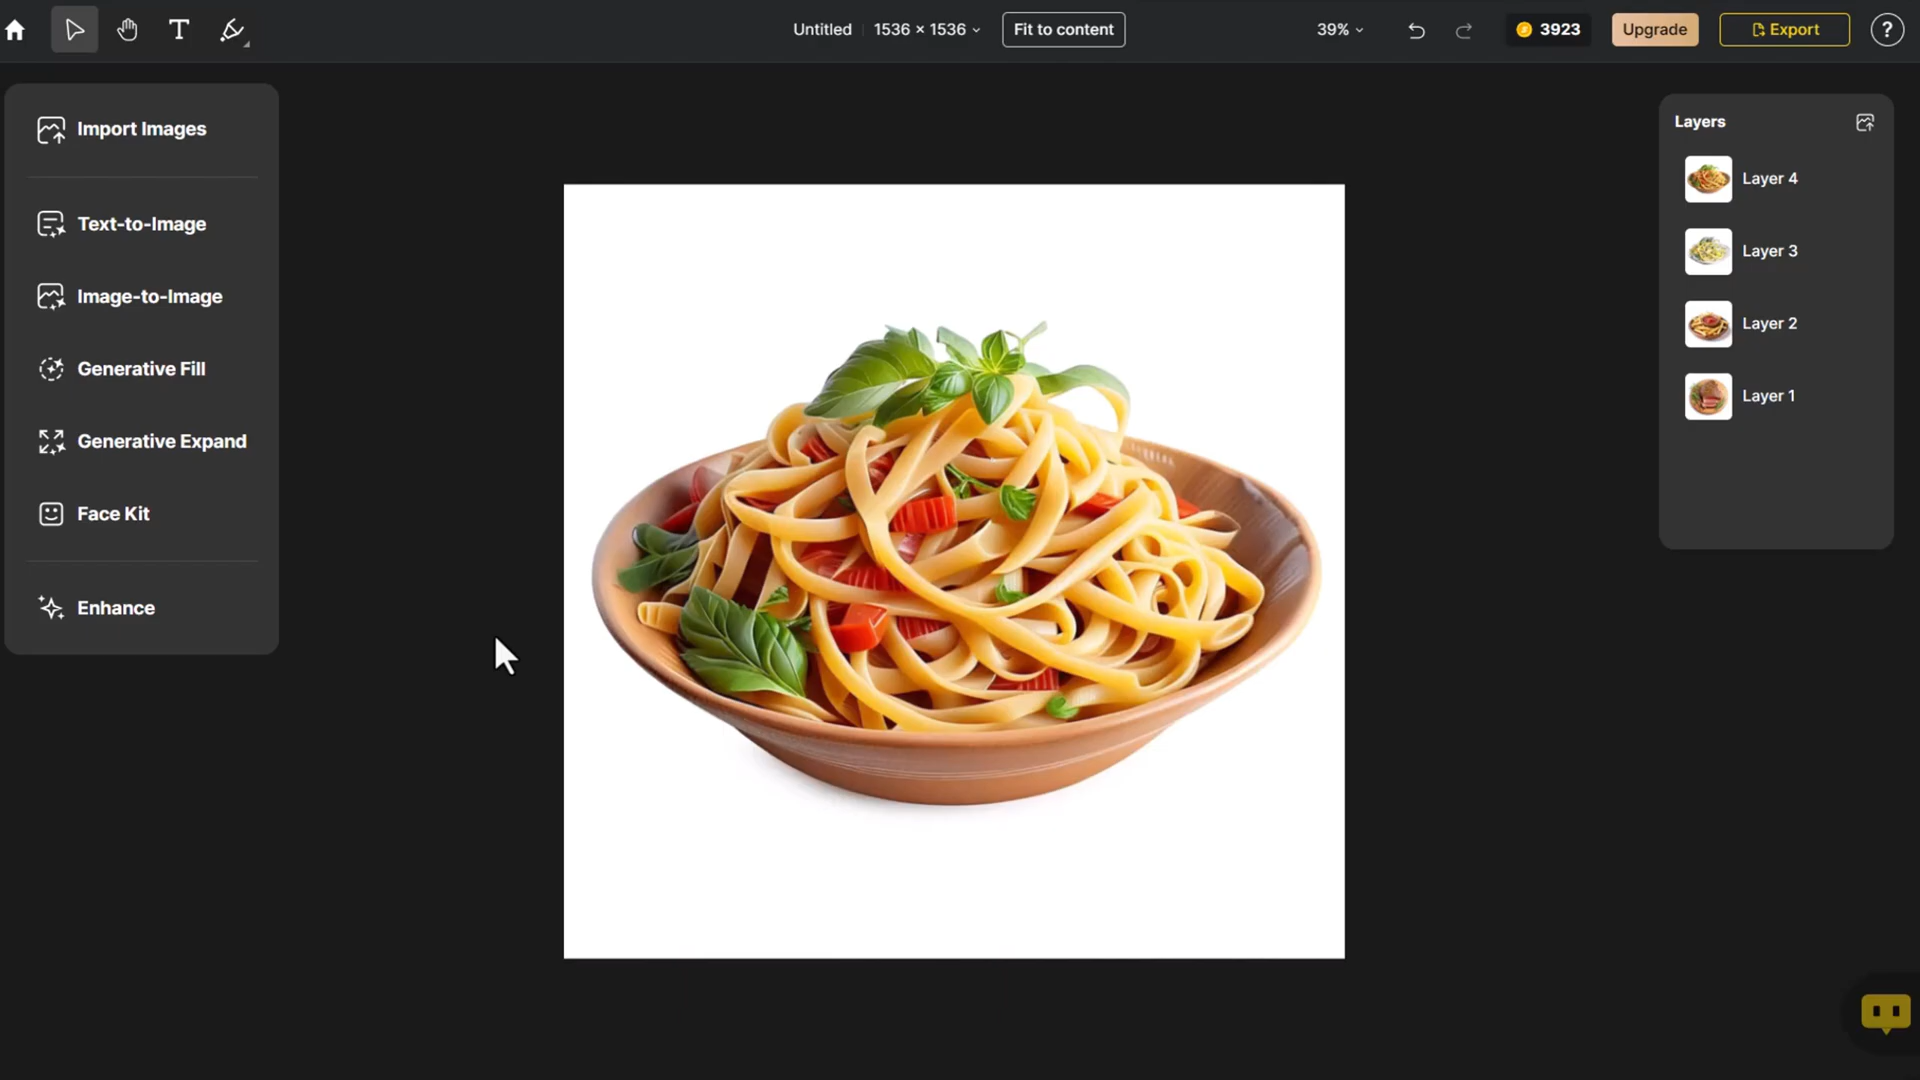 Untitled
1536 × 1536
Fit to content
39%
3923
Upgrade
Export
?
Import Images
Text-to-Image
Image-to-Image
Generative Fill
Generative Expand
Face Kit
Enhance
Layers
Layer 4
Layer 3
Layer 2
Layer 1